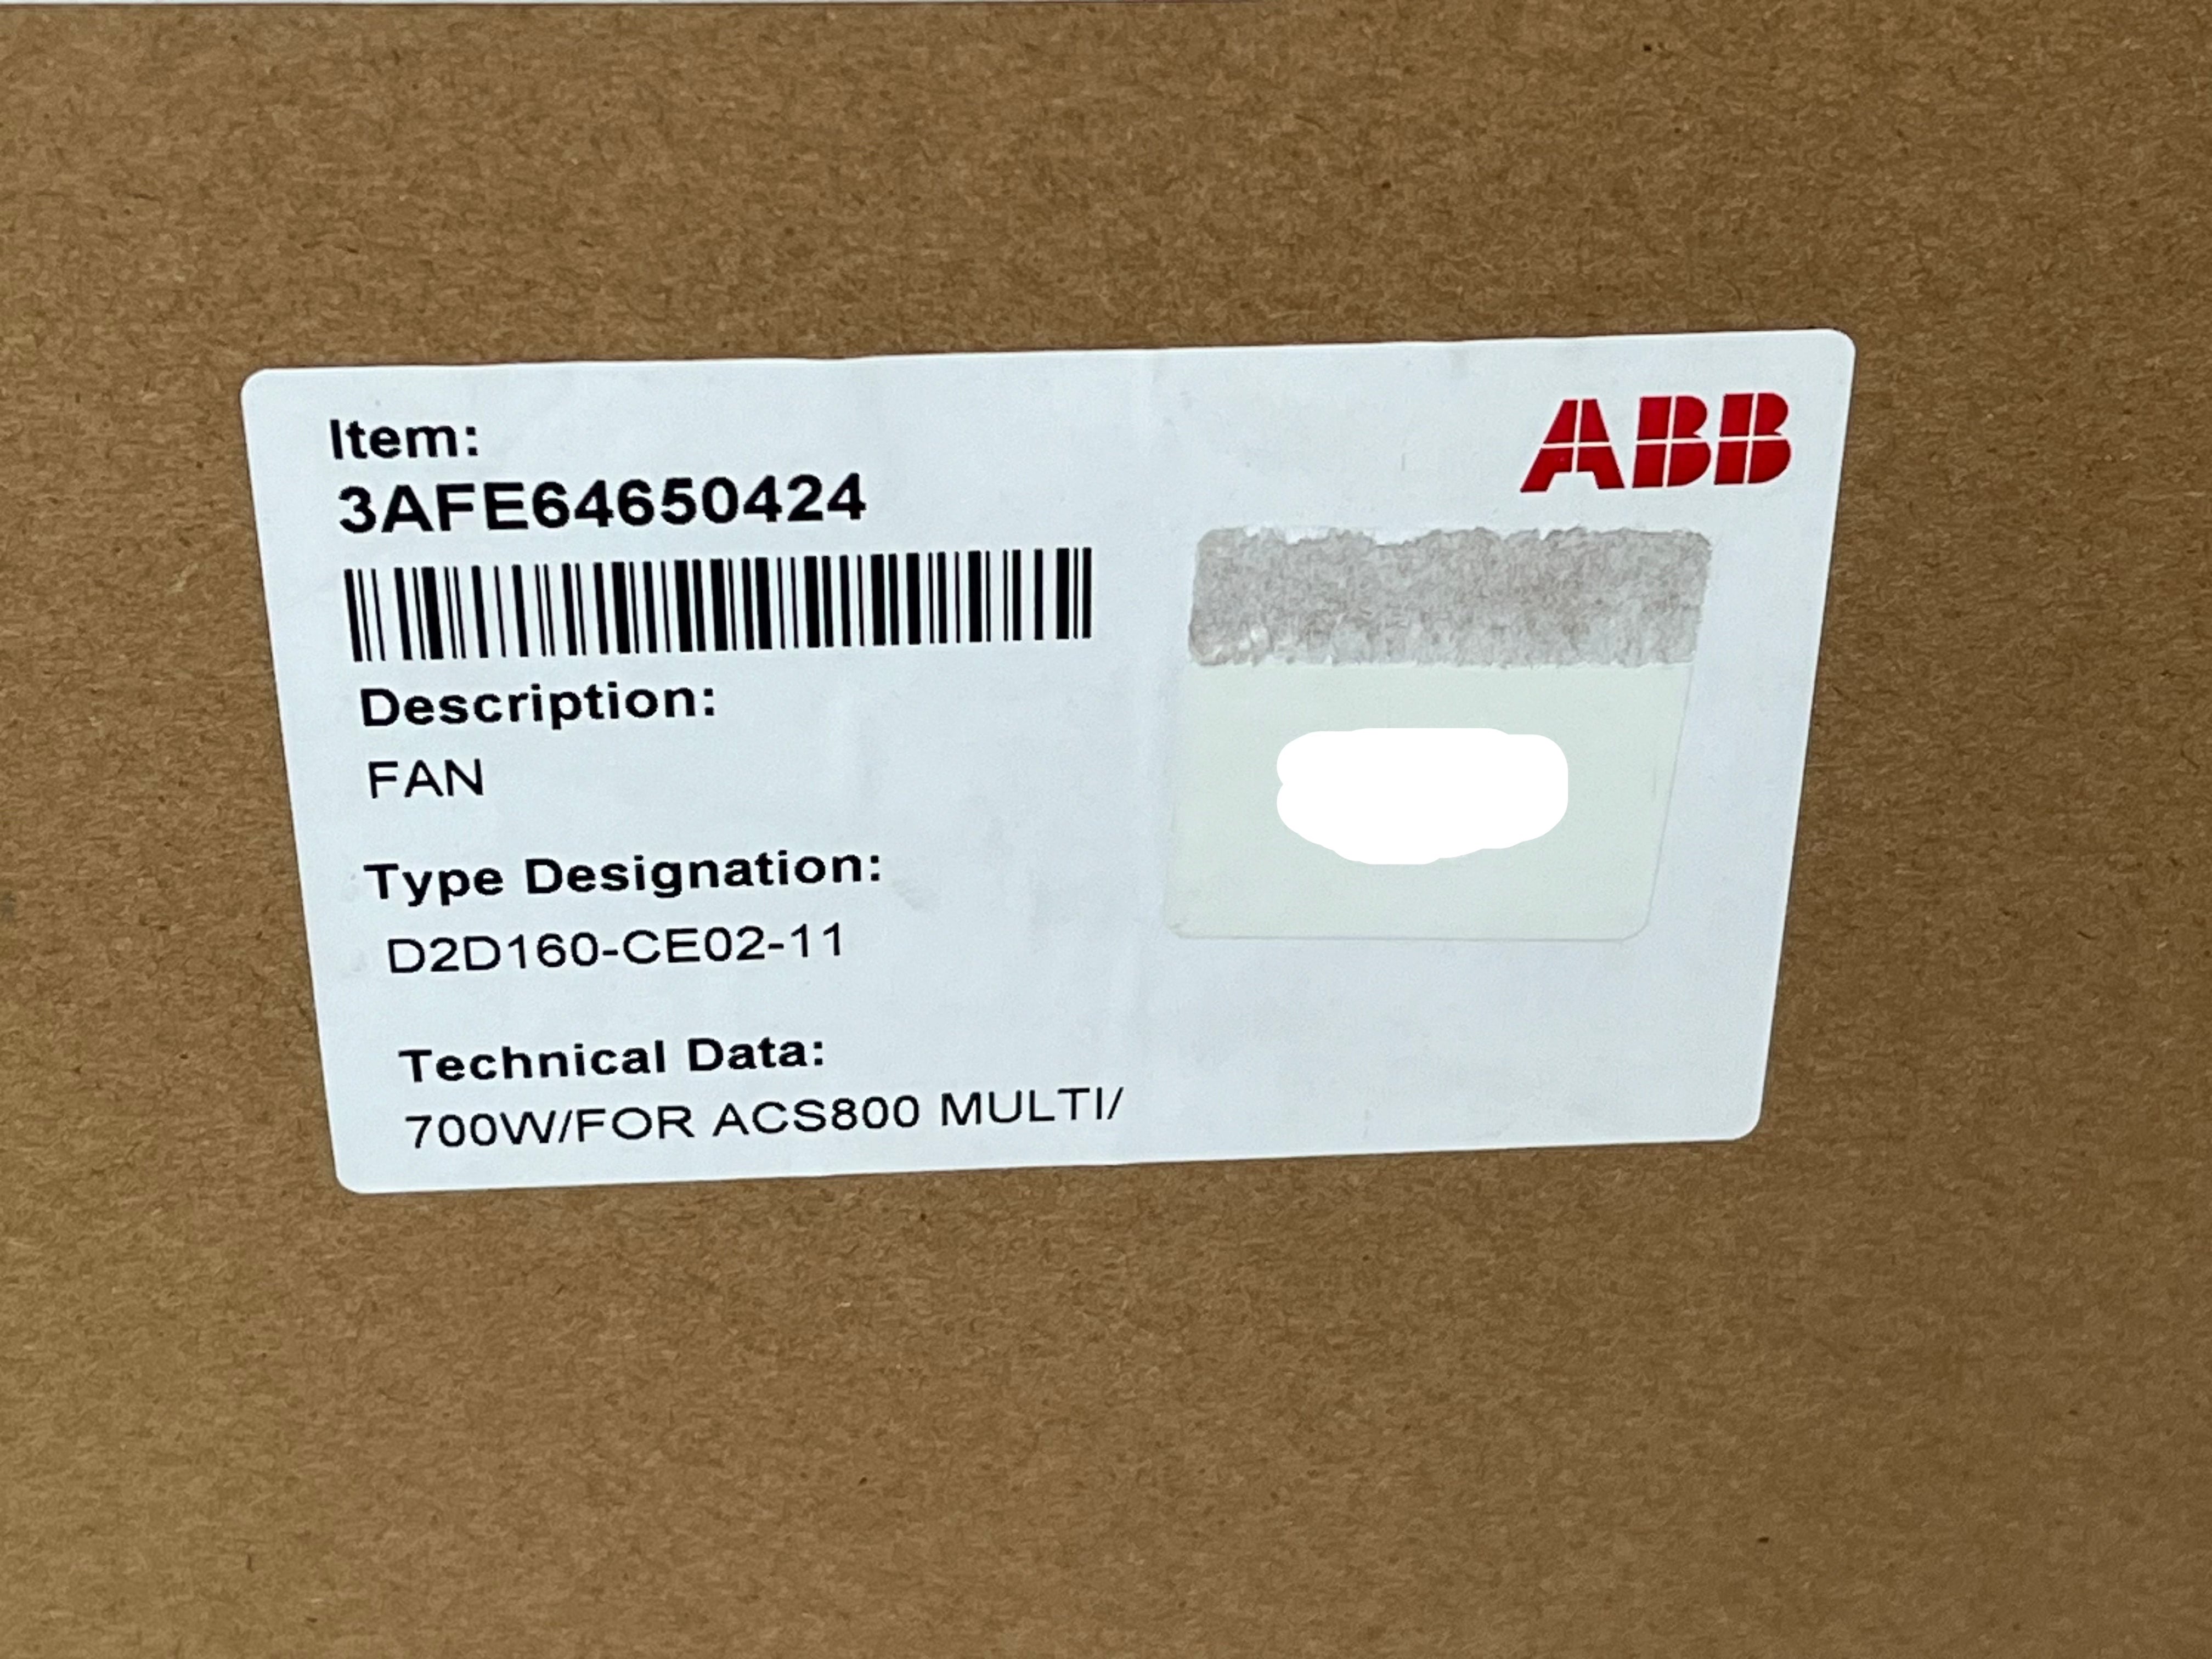 ABB
Item:
3AFE64650424
Description:
FAN
Type Designation:
D2D160-CE02-11
Technical Data:
700W/FOR ACS800 MULTI/